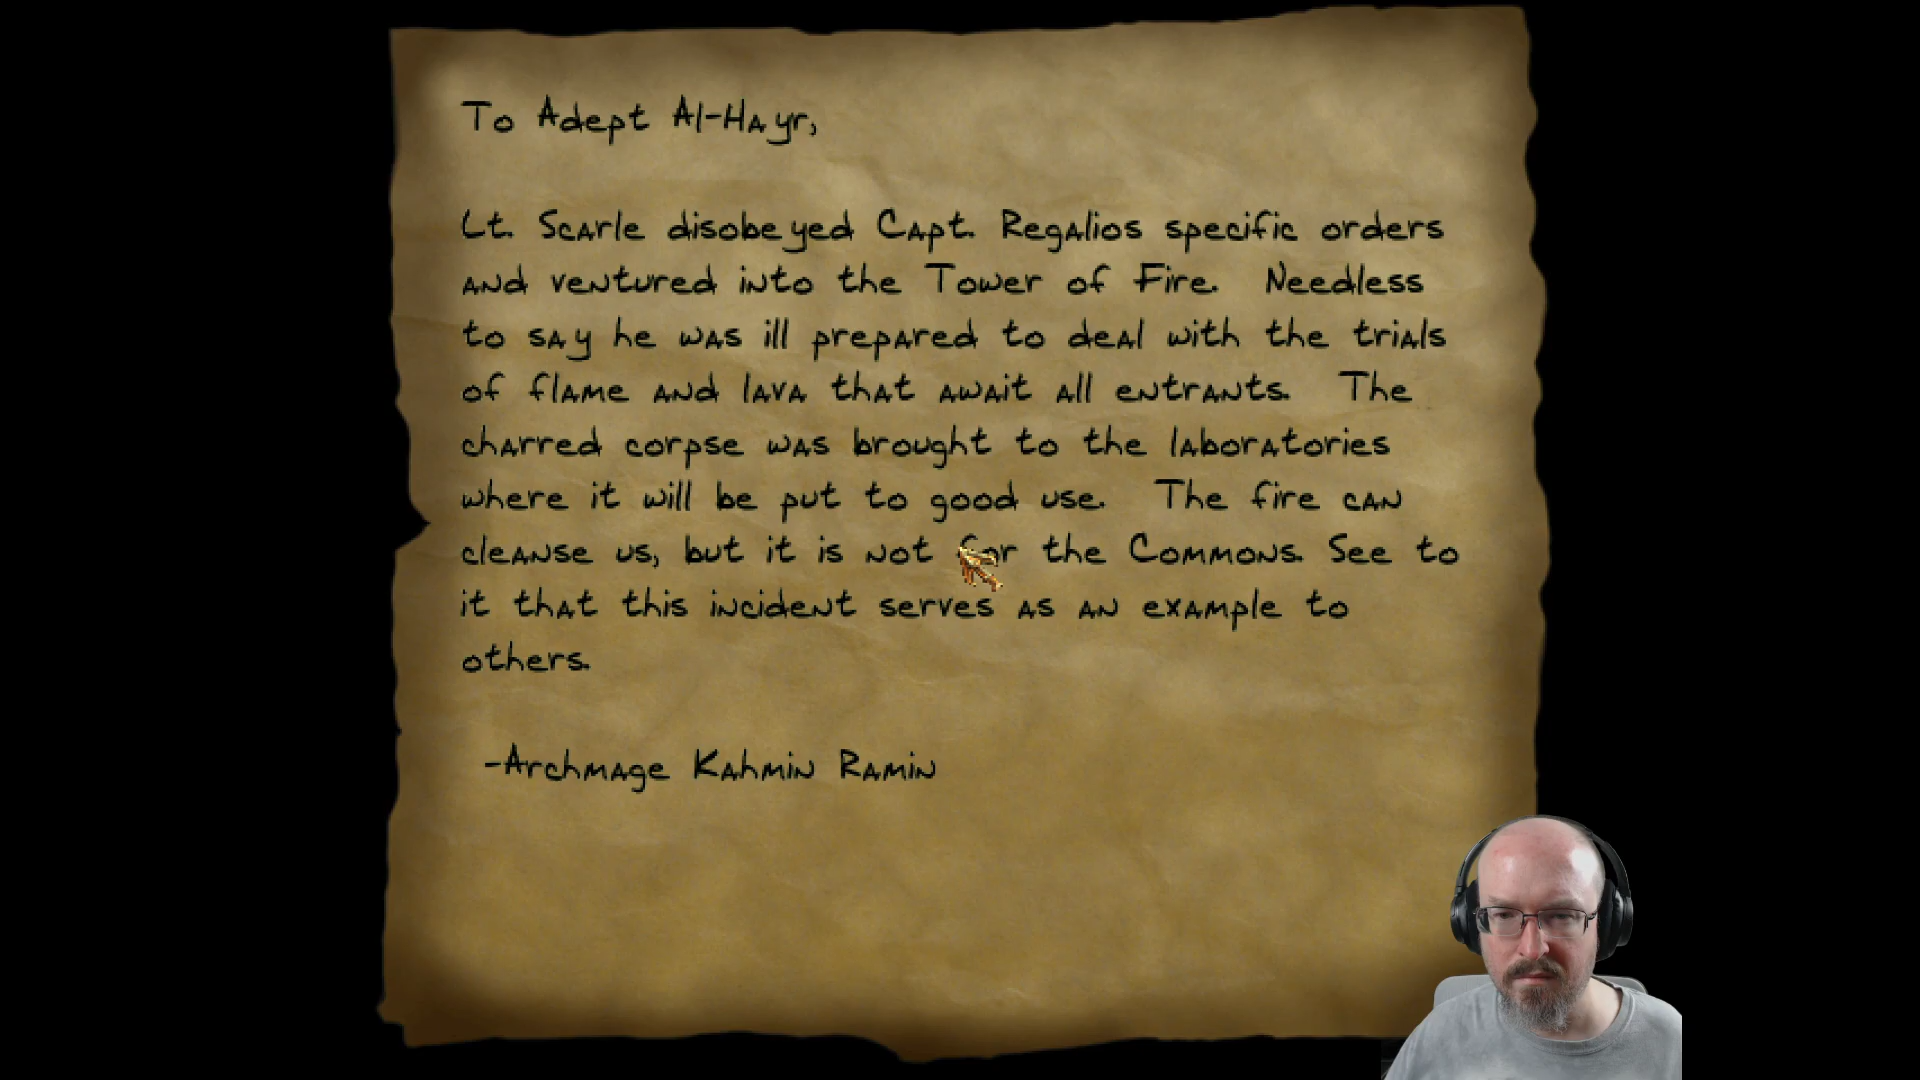 To Adept Al-Hayr,
Lt. Scarle disobeyed Capt. Regalios specific orders
and ventured into the Tower of Fire. Needless
to say he was ill prepared to deal with the trials
of flame and lava that await all entrants. The
charred corpse was brought to the laboratories
where it will be put to good use. The fire can
cleanse us, but it is not for the Commons. See to
it that this incident serves as an example to
others.
-Archmage Kahmin Ramin